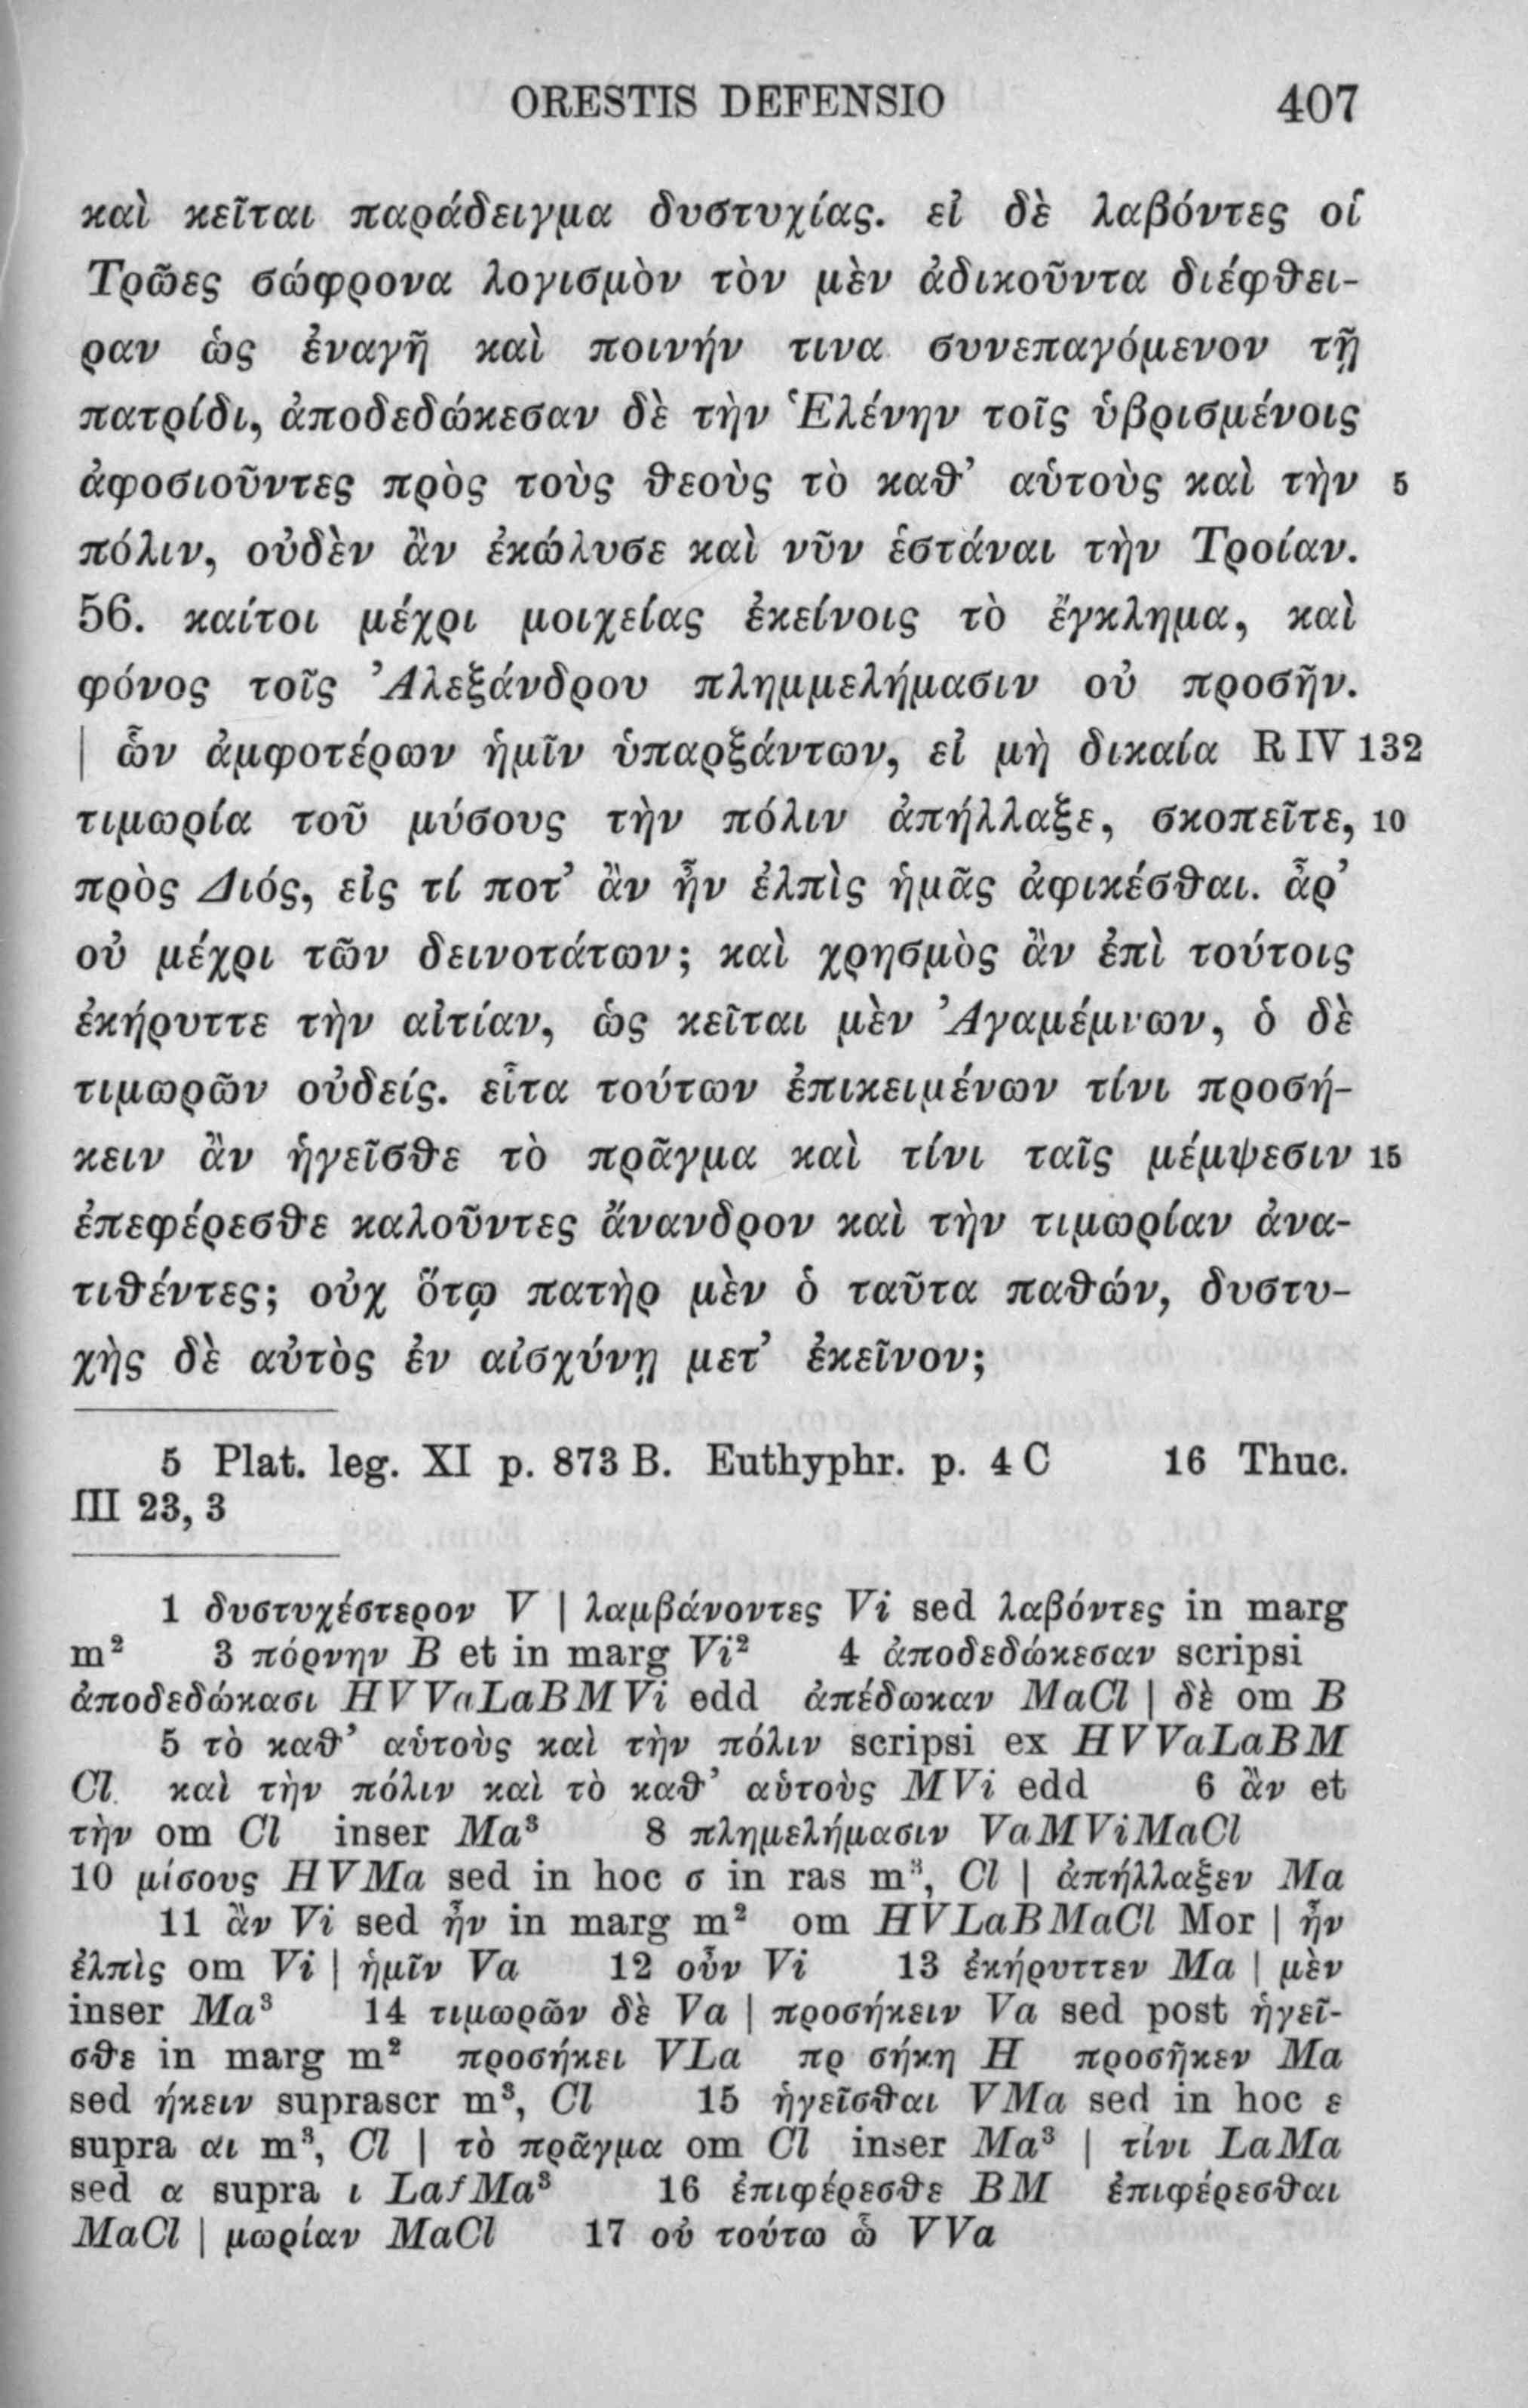 ORESTIS DEFENSIO 407
καὶ κεῖται παράδειγμα δυστυχίας. εἰ δὲ λαβόντες οἱ
Τρῶες σώφρονα λογισμὸν τὸν μὲν ἀδικοῦντα διέφθει-
ραν ὡς ἐναγῆ καὶ ποινήν τινα συνεπαγόμενον τῇ
πατρίδι, ἀποδεδώκεσαν δὲ τὴν Ἑλένην τοῖς ὑβρισμένοις
ἀφοσιοῦντες πρὸς τοὺς θεοὺς τὸ καθ’ αὑτοὺς καὶ τὴν 5
πόλιν, οὐδὲν ἂν ἐκώλυσε καὶ νῦν ἑστάναι τὴν Τροίαν.
56. καίτοι μέχρι μοιχείας ἐκείνοις τὸ ἔγκλημα, καὶ
φόνος τοῖς Ἀλεξάνδρου πλημμελήμασιν οὐ προσῆν.
| ὧν ἀμφοτέρων ἡμῖν ὑπαρξάντων, εἰ μὴ δικαία R IV 132
τιμωρία τοῦ μύσους τὴν πόλιν ἀπήλλαξε, σκοπεῖτε, 10
πρὸς Διός, εἰς τί ποτ’ ἂν ἦν ἐλπὶς ἡμᾶς ἀφικέσθαι. ἆρ’
οὐ μέχρι τῶν δεινοτάτων; καὶ χρησμὸς ἂν ἐπὶ τούτοις
ἐκήρυττε τὴν αἰτίαν, ὡς κεῖται μὲν Ἀγαμέμνων, ὁ δὲ
τιμωρῶν οὐδείς. εἶτα τούτων ἐπικειμένων τίνι προσή-
κειν ἂν ἡγεῖσθε τὸ πρᾶγμα καὶ τίνι ταῖς μέμψεσιν 15
ἐπεφέρεσθε καλοῦντες ἄνανδρον καὶ τὴν τιμωρίαν ἀνα-
τιθέντες; οὐχ ὅτῳ πατὴρ μὲν ὁ ταῦτα παθών, δυστυ-
χὴς δὲ αὐτὸς ἐν αἰσχύνῃ μετ’ ἐκεῖνον;
5 Plat. leg. XI p. 873 B. Euthyphr. p. 4 C 16 Thuc.
III 23, 3
1 δυστυχέστερον V | λαμβάνοντες Vi sed λαβόντες in marg
m² 3 πόρνην B et in marg Vi² 4 ἀποδεδώκεσαν scripsi
ἀποδεδώκασι HVVaLaBMVi edd ἀπέδωκαν MaCl | δὲ om B
5 τὸ καθ’ αὑτοὺς καὶ τὴν πόλιν scripsi ex HVVaLaBM
Cl καὶ τὴν πόλιν καὶ τὸ καθ’ αὑτοὺς MVi edd 6 ἂν et
τὴν om Cl inser Ma³ 8 πλημελήμασιν VaMViMaCl
10 μίσους HVMa sed in hoc σ in ras m³, Cl | ἀπήλλαξεν Ma
11 ἂν Vi sed ἦν in marg m² om HVLaBMaCl Mor | ἦν
ἐλπὶς om Vi | ἡμῖν Va 12 οὖν Vi 13 ἐκήρυττεν Ma | μὲν
inser Ma³ 14 τιμωρῶν δὲ Va | προσήκειν Va sed post ἡγεῖ-
σθε in marg m² προσήκει VLa πρ σήκη H προσῆκεν Ma
sed ήκειν suprascr m³, Cl 15 ἡγεῖσθαι VMa sed in hoc ε
supra αι m³, Cl | τὸ πρᾶγμα om Cl inser Ma³ | τίνι LaMa
sed α supra ι LafMa³ 16 ἐπιφέρεσθε BM ἐπιφέρεσθαι
MaCl | μωρίαν MaCl 17 οὐ τούτω ὧ VVa